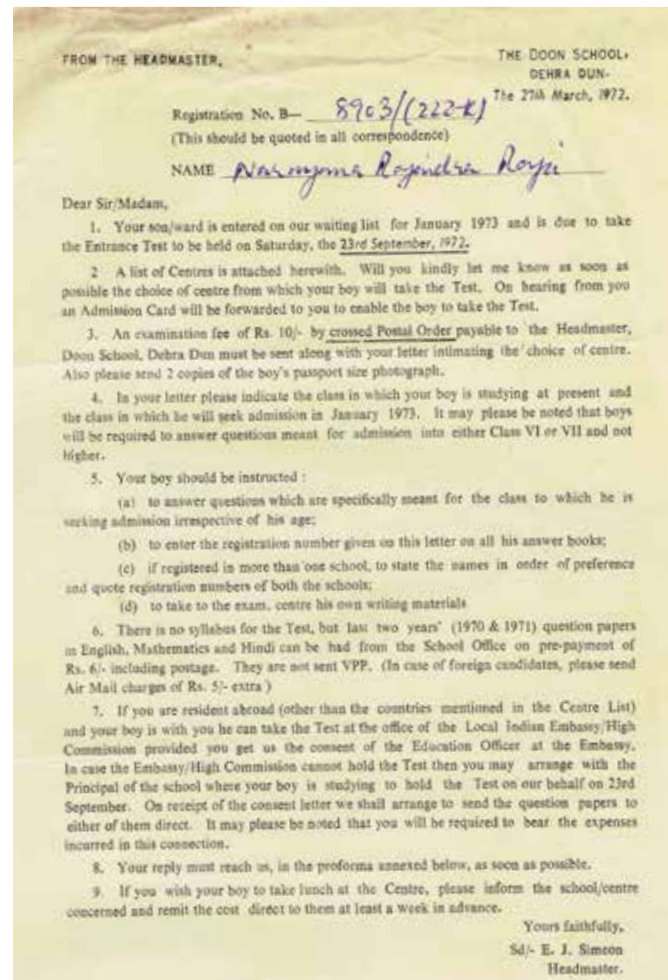 FROM THE HEADMASTER,
THE DOON SCHOOL,
DEHRA DUN.
The 27th March, 1972.
Registration No. B— 8903/(222-K)
(This should be quoted in all correspondence)
NAME Rajendra
Dear Sir/Madam,
1. Your son/ward is entered on our waiting list for January 1973 and is due to take
the Entrance Test to be held on Saturday, the 23rd September, 1972.
2 A list of Centres is attached herewith. Will you kindly let me know as soon as
possible the choice of centre from which your boy will take the Test. On hearing from you
an Admission Card will be forwarded to you to enable the boy to take the Test.
3. An examination fee of Rs. 10/- by crossed Postal Order payable to the Headmaster,
Doon School, Dehra Dun must be sent along with your letter intimating the choice of centre.
Also please send 2 copies of the boy's passport size photograph.
4. In your letter please indicate the class in which your boy is studying at present and
the class in which he will seek admission in January 1973. It may please be noted that boys
will be required to answer questions meant for admission into either Class VI or VII and not
higher.
5. Your boy should be instructed :
(a) to answer questions which are specifically meant for the class to which he is
seeking admission irrespective of his age;
(b) to enter the registration number given on this letter on all his answer books;
(c) if registered in more than one school, to state the names in order of preference
and quote registration numbers of both the schools;
(d) to take to the exam. centre his own writing materials
6. There is no syllabus for the Test, but last two years' (1970 & 1971) question papers
in English, Mathematics and Hindi can be had from the School Office on pre-payment of
Rs. 6/- including postage. They are not sent VPP. (In case of foreign candidates, please send
Air Mail charges of Rs. 5/- extra )
7. If you are resident abroad (other than the countries mentioned in the Centre List)
and your boy is with you he can take the Test at the office of the Local Indian Embassy/High
Commission provided you get us the consent of the Education Officer at the Embassy.
In case the Embassy/High Commission cannot hold the Test then you may arrange with the
Principal of the school where your boy is studying to hold the Test on our behalf on 23rd
September. On receipt of the consent letter we shall arrange to send the question papers to
either of them direct. It may please be noted that you will be required to bear the expenses
incurred in this connection.
8. Your reply must reach us, in the proforma annexed below, as soon as possible.
9. If you wish your boy to take lunch at the Centre, please inform the school/centre
concerned and remit the cost direct to them at least a week in advance.
Yours faithfully,
Sd/- E. J. Simeon
Headmaster.